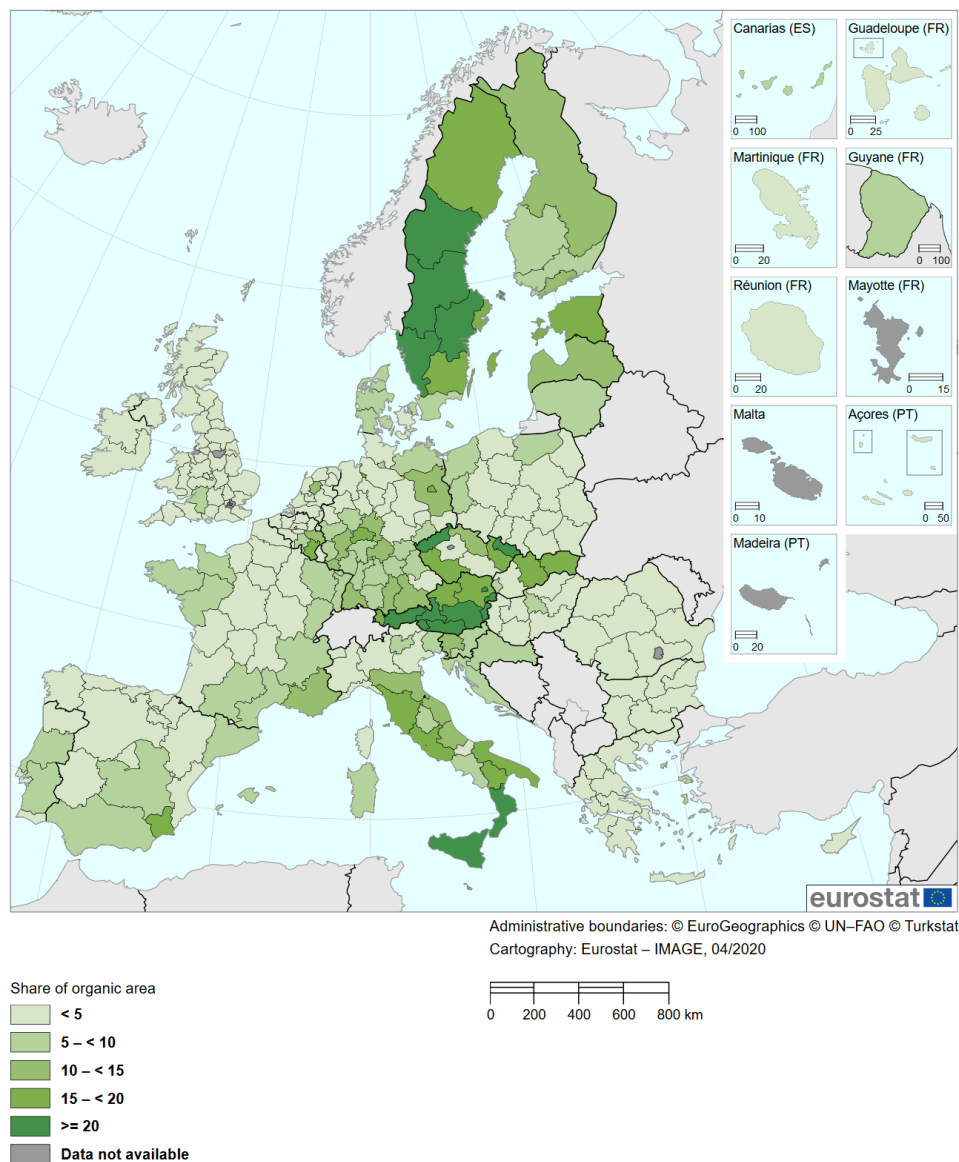 Canarias (ES)
0 100
Guadeloupe (FR)
0 25
Martinique (FR)
0 20
Guyane (FR)
0 100
Réunion (FR)
0 20
Mayotte (FR)
0 15
Malta
0 10
Açores (PT)
0 50
Madeira (PT)
0 20
eurostat
Administrative boundaries: © EuroGeographics © UN–FAO © Turkstat
Cartography: Eurostat – IMAGE, 04/2020
0 200 400 600 800 km
Share of organic area
< 5
5 – < 10
10 – < 15
15 – < 20
>= 20
Data not available